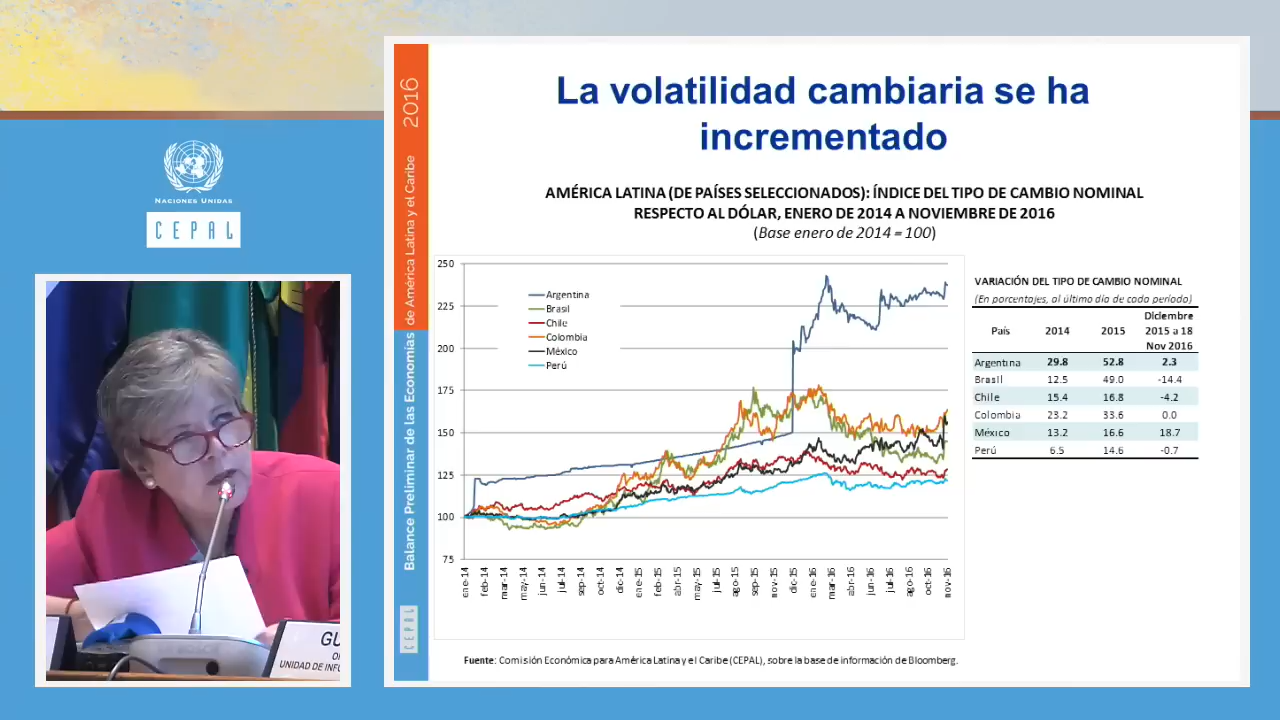 NACIONES UNIDAS
CEPAL
GU
UNIDAD DE INF
Balance Preliminar de las Economías de América Latina y el Caribe 2016
CEPAL
La volatilidad cambiaria se ha
incrementado
AMÉRICA LATINA (DE PAÍSES SELECCIONADOS): ÍNDICE DEL TIPO DE CAMBIO NOMINAL
RESPECTO AL DÓLAR, ENERO DE 2014 A NOVIEMBRE DE 2016
(Base enero de 2014 = 100)
250
225
200
175
150
125
100
75
Argentina
Brasil
Chile
Colombia
México
Perú
ene-14
feb-14
mar-14
may-14
jun-14
jul-14
sep-14
oct-14
dic-14
ene-15
feb-15
abr-15
may-15
jul-15
ago-15
sep-15
nov-15
dic-15
ene-16
mar-16
abr-16
jun-16
jul-16
ago-16
oct-16
nov-16
VARIACIÓN DEL TIPO DE CAMBIO NOMINAL
(En porcentajes, al último día de cada período)
País 2014 2015 Diciembre 2015 a 18 Nov 2016
Argentina 29.8 52.8 2.3
Brasil 12.5 49.0 -14.4
Chile 15.4 16.8 -4.2
Colombia 23.2 33.6 0.0
México 13.2 16.6 18.7
Perú 6.5 14.6 -0.7
Fuente: Comisión Económica para América Latina y el Caribe (CEPAL), sobre la base de información de Bloomberg.